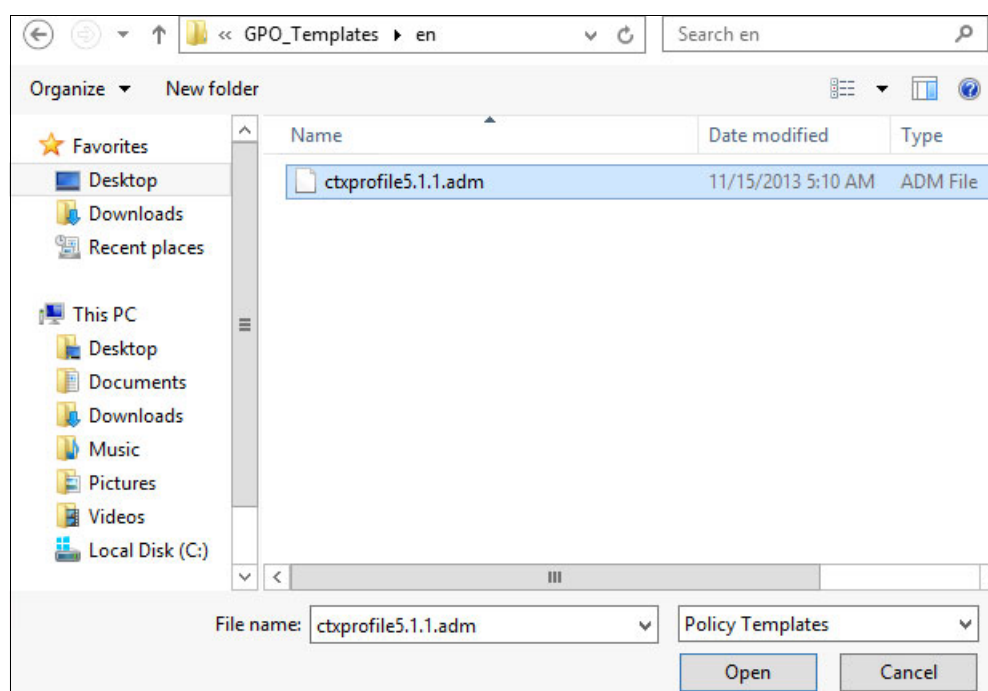 « GPO_Templates ▸ en
Search en
Organize
New folder
Name
Date modified
Type
ctxprofile5.1.1.adm
11/15/2013 5:10 AM
ADM File
Favorites
Desktop
Downloads
Recent places
This PC
Desktop
Documents
Downloads
Music
Pictures
Videos
Local Disk (C:)
File name:
ctxprofile5.1.1.adm
Policy Templates
Open
Cancel